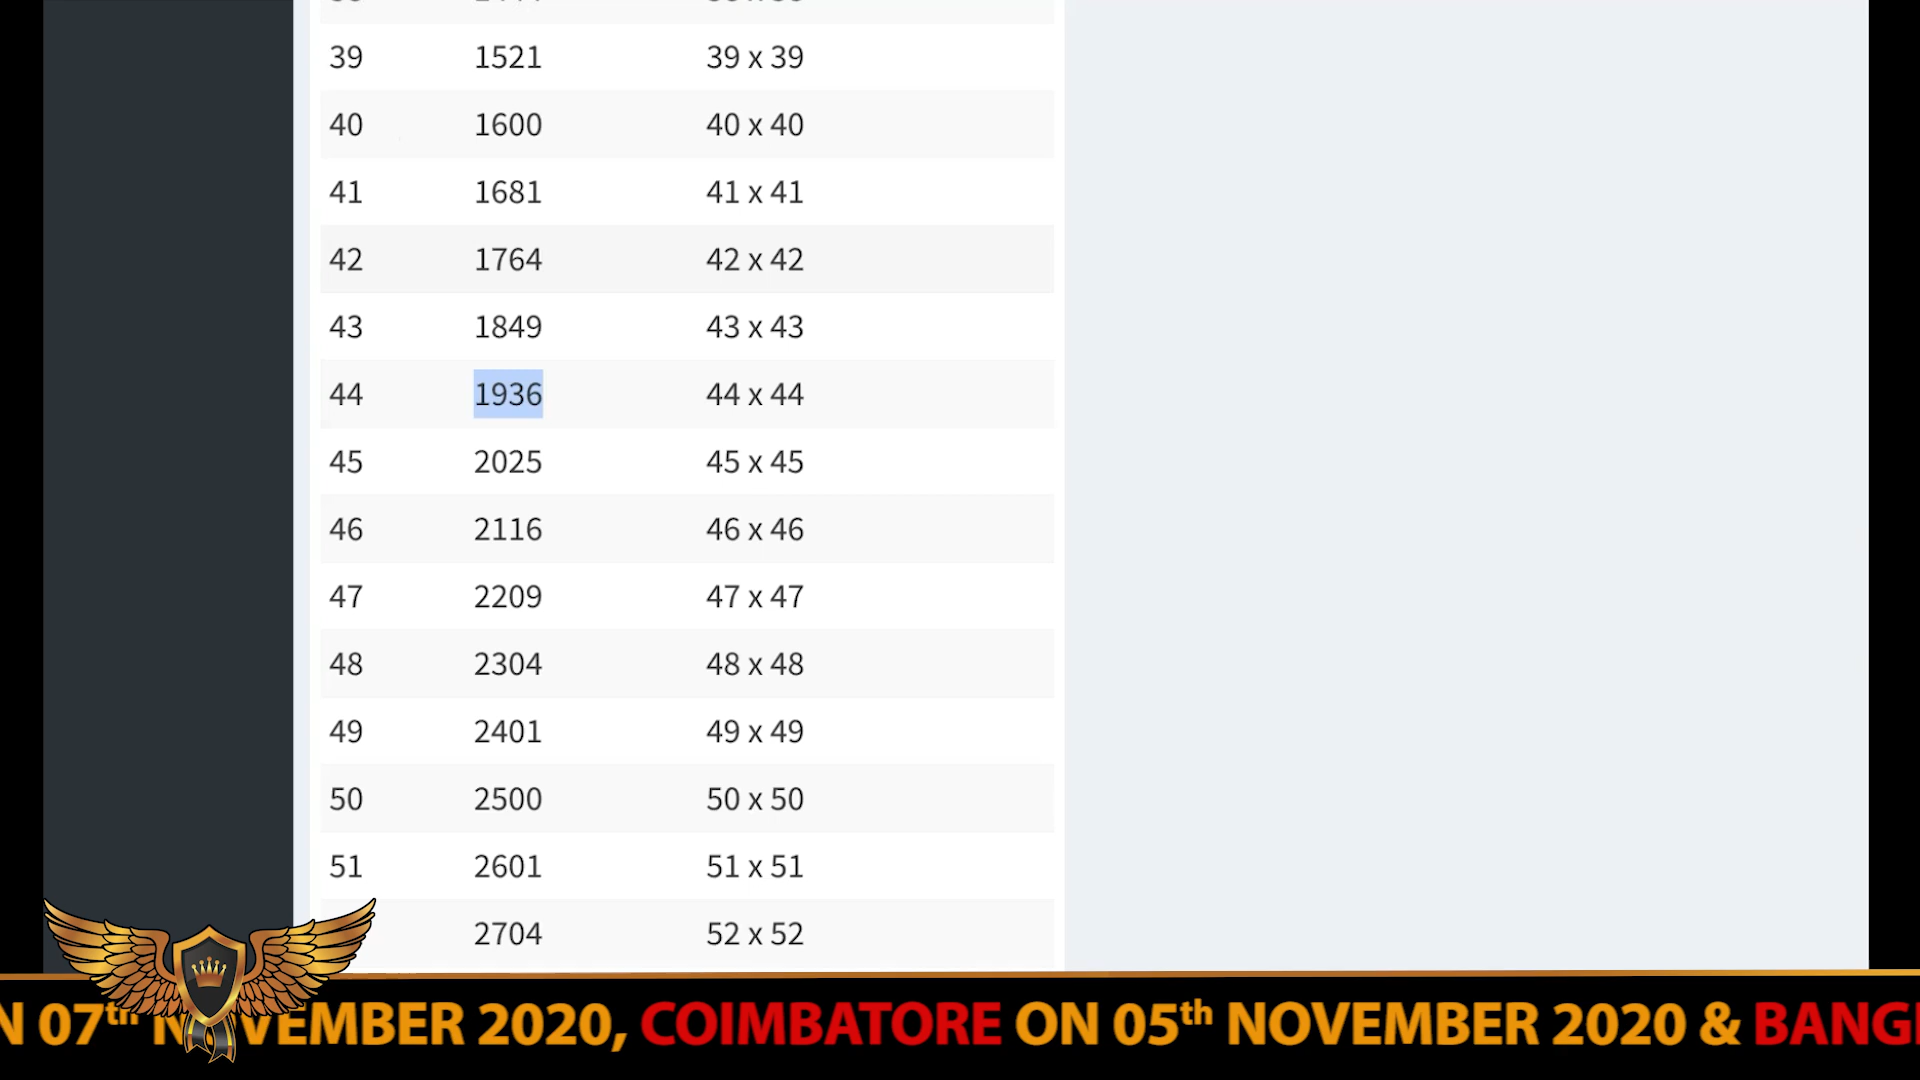 39 1521 39 x 39
40 1600 40 x 40
41 1681 41 x 41
42 1764 42 x 42
43 1849 43 x 43
44 1936 44 x 44
45 2025 45 x 45
46 2116 46 x 46
47 2209 47 x 47
48 2304 48 x 48
49 2401 49 x 49
50 2500 50 x 50
51 2601 51 x 51
2704 52 x 52
N 07th NOVEMBER 2020, COIMBATORE ON 05th NOVEMBER 2020 & BANG